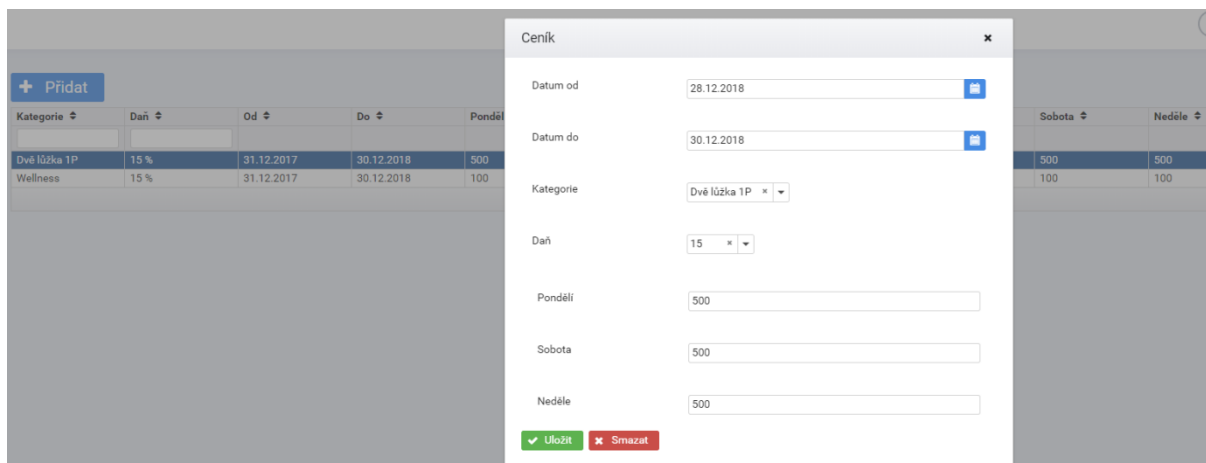 Ceník
Datum od 28.12.2018
Datum do 30.12.2018
Kategorie Dvě lůžka 1P
Daň 15
Pondělí 500
Sobota 500
Neděle 500
Uložit Smazat
Přidat
Kategorie Daň Od Do Ponděl Sobota Neděle
Dvě lůžka 1P 15 % 31.12.2017 30.12.2018 500 500 500
Wellness 15 % 31.12.2017 30.12.2018 100 100 100